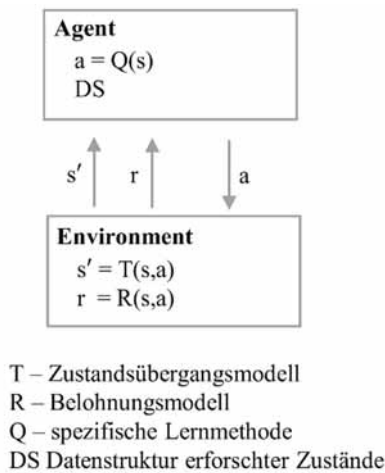 Agent
a = Q(s)
DS
s′ r a
Environment
s′ = T(s,a)
r = R(s,a)
T – Zustandsübergangsmodell
R – Belohnungsmodell
Q – spezifische Lernmethode
DS Datenstruktur erforschter Zustände